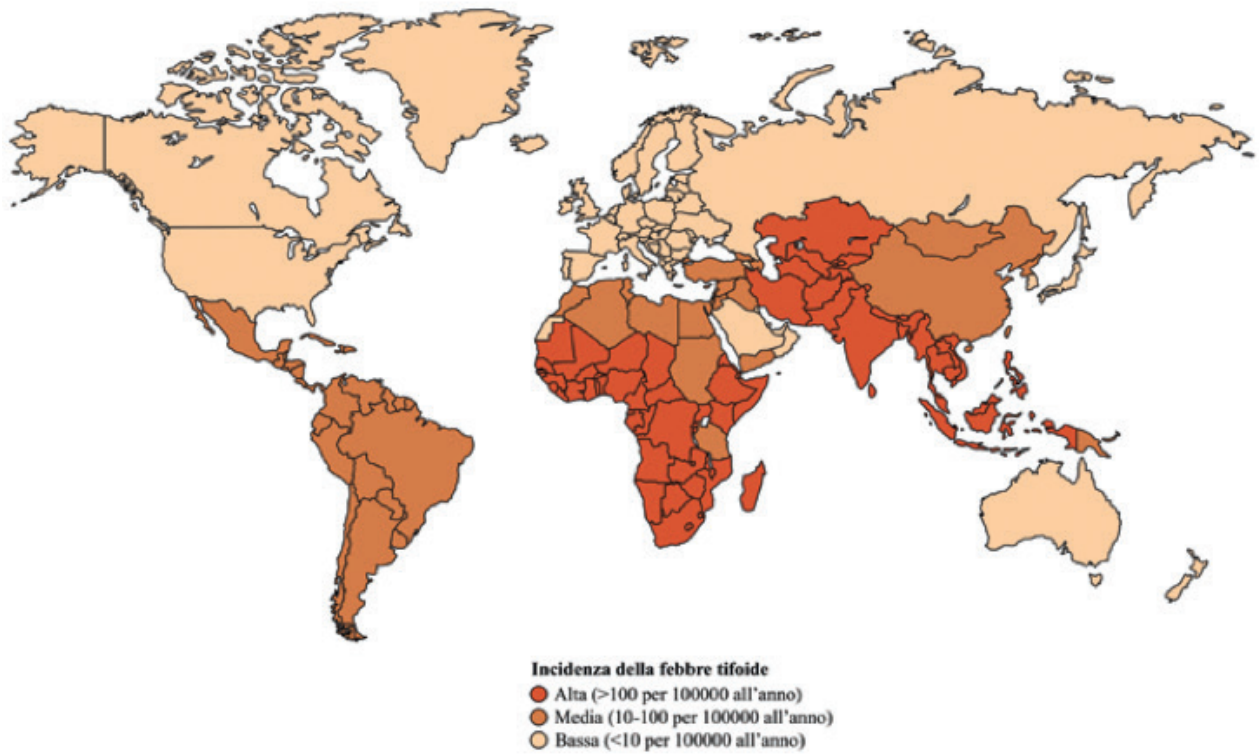 Incidenza della febbre tifoide
Alta (>100 per 100000 all'anno)
Media (10-100 per 100000 all'anno)
Bassa (<10 per 100000 all'anno)